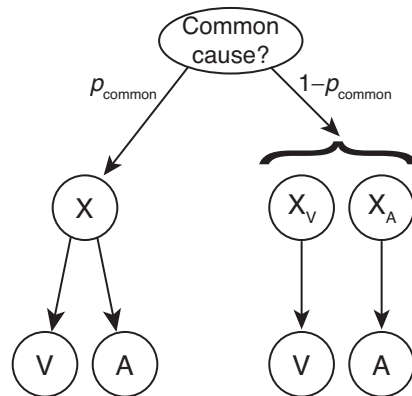 Common
cause?
p_common
1–p_common
X
X_V
X_A
V
A
V
A